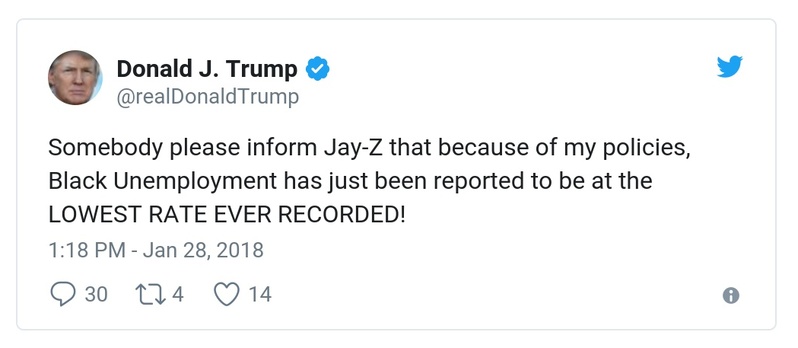 Donald J. Trump
@realDonaldTrump
Somebody please inform Jay-Z that because of my policies,
Black Unemployment has just been reported to be at the
LOWEST RATE EVER RECORDED!
1:18 PM - Jan 28, 2018
30 4 14